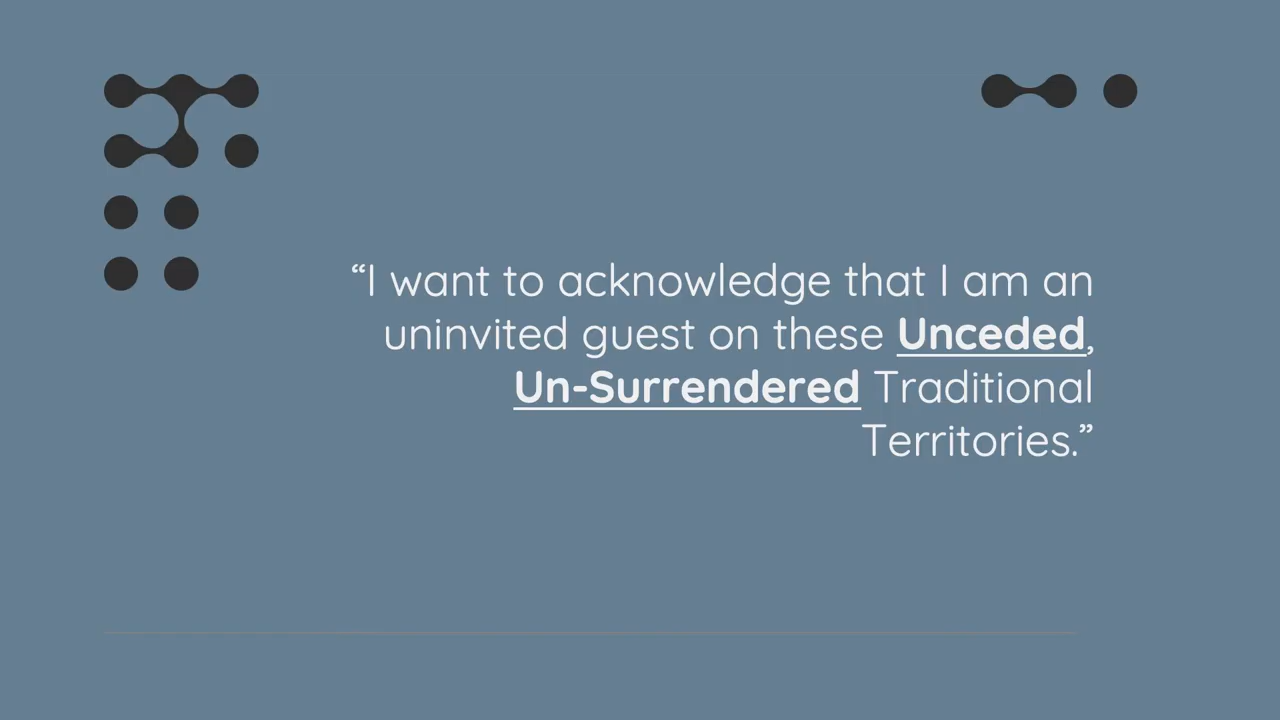 “I want to acknowledge that I am an
uninvited guest on these Unceded,
Un-Surrendered Traditional
Territories.”